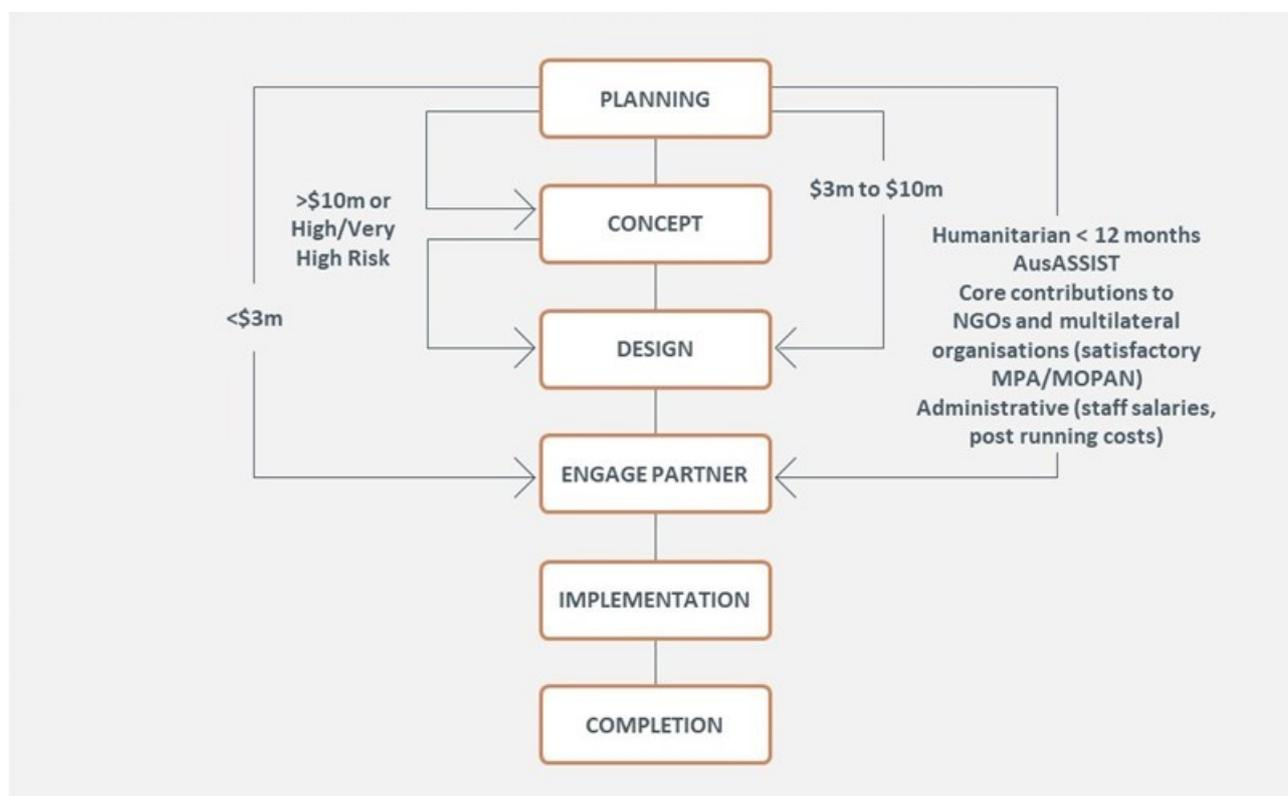 PLANNING
>$10m or
High/Very
High Risk
$3m to $10m
CONCEPT
<$3m
Humanitarian < 12 months
AusASSIST
Core contributions to
NGOs and multilateral
organisations (satisfactory
MPA/MOPAN)
Administrative (staff salaries,
post running costs)
DESIGN
ENGAGE PARTNER
IMPLEMENTATION
COMPLETION